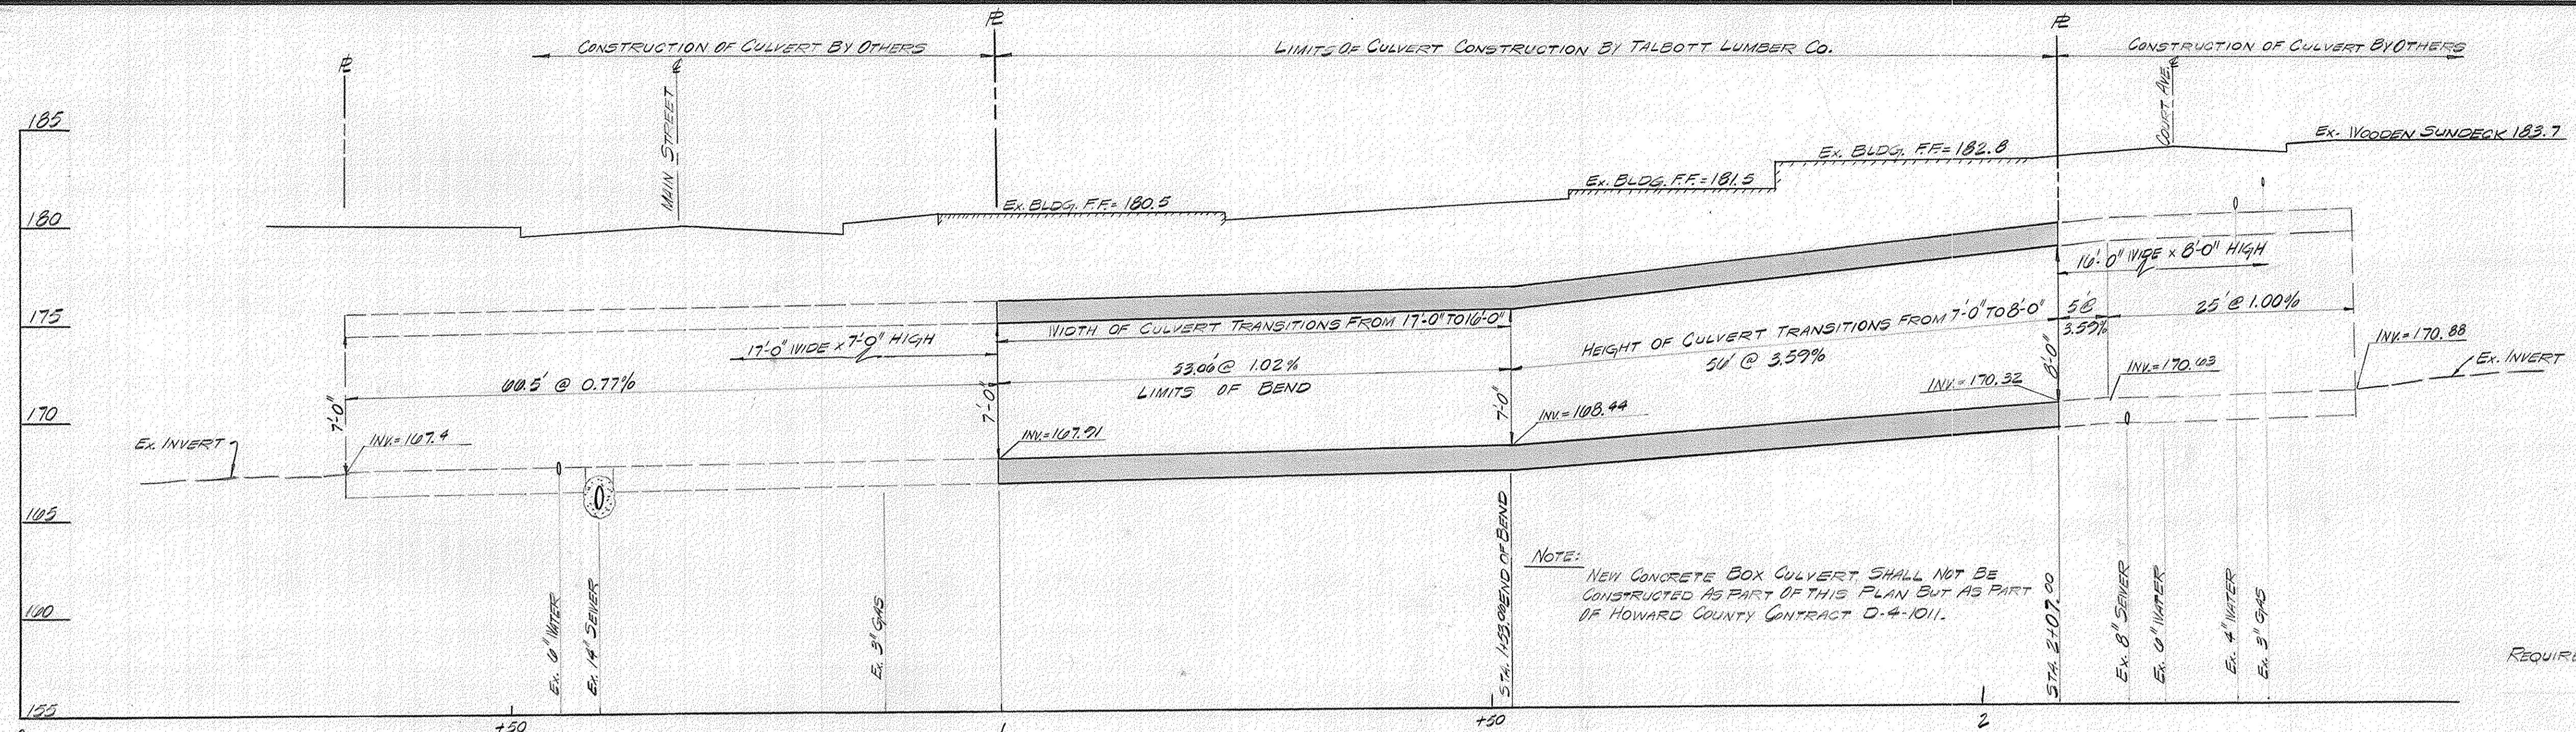 CONSTRUCTION OF CULVERT BY OTHERS
LIMITS OF CULVERT CONSTRUCTION BY TALBOTT LUMBER CO.
CONSTRUCTION OF CULVERT BY OTHERS
MAIN STREET
COURT AVE.
185
180
175
170
165
160
155
EX. BLDG. F.F.= 180.5
EX. BLDG. F.F.=181.5
EX. BLDG. F.F.=182.8
EX. WOODEN SUNDECK 183.7
16'-0" WIDE x 8'-0" HIGH
17'-0" WIDE x 7'-0" HIGH
WIDTH OF CULVERT TRANSITIONS FROM 17'-0" TO 16'-0"
HEIGHT OF CULVERT TRANSITIONS FROM 7'-0" TO 8'-0"
5' @
3.59%
25' @ 1.00%
66.5' @ 0.77%
53.06' @ 1.02%
LIMITS OF BEND
56' @ 3.59%
7'-0"
7'-0"
7'-0"
8'-0"
EX. INVERT
INV.= 167.4
INV.=167.91
INV.=168.44
INV.=170.32
INV.=170.63
INV.=170.88
EX. INVERT
NOTE:
NEW CONCRETE BOX CULVERT SHALL NOT BE
CONSTRUCTED AS PART OF THIS PLAN BUT AS PART
OF HOWARD COUNTY CONTRACT D-4-1011.
EX. 6" WATER
EX. 14" SEWER
EX. 3" GAS
STA. 1+53.00 END OF BEND
STA. 2+07.00
EX. 8" SEWER
EX. 6" WATER
EX. 4" WATER
EX. 3" GAS
REQUIRE
+50
1
+50
2